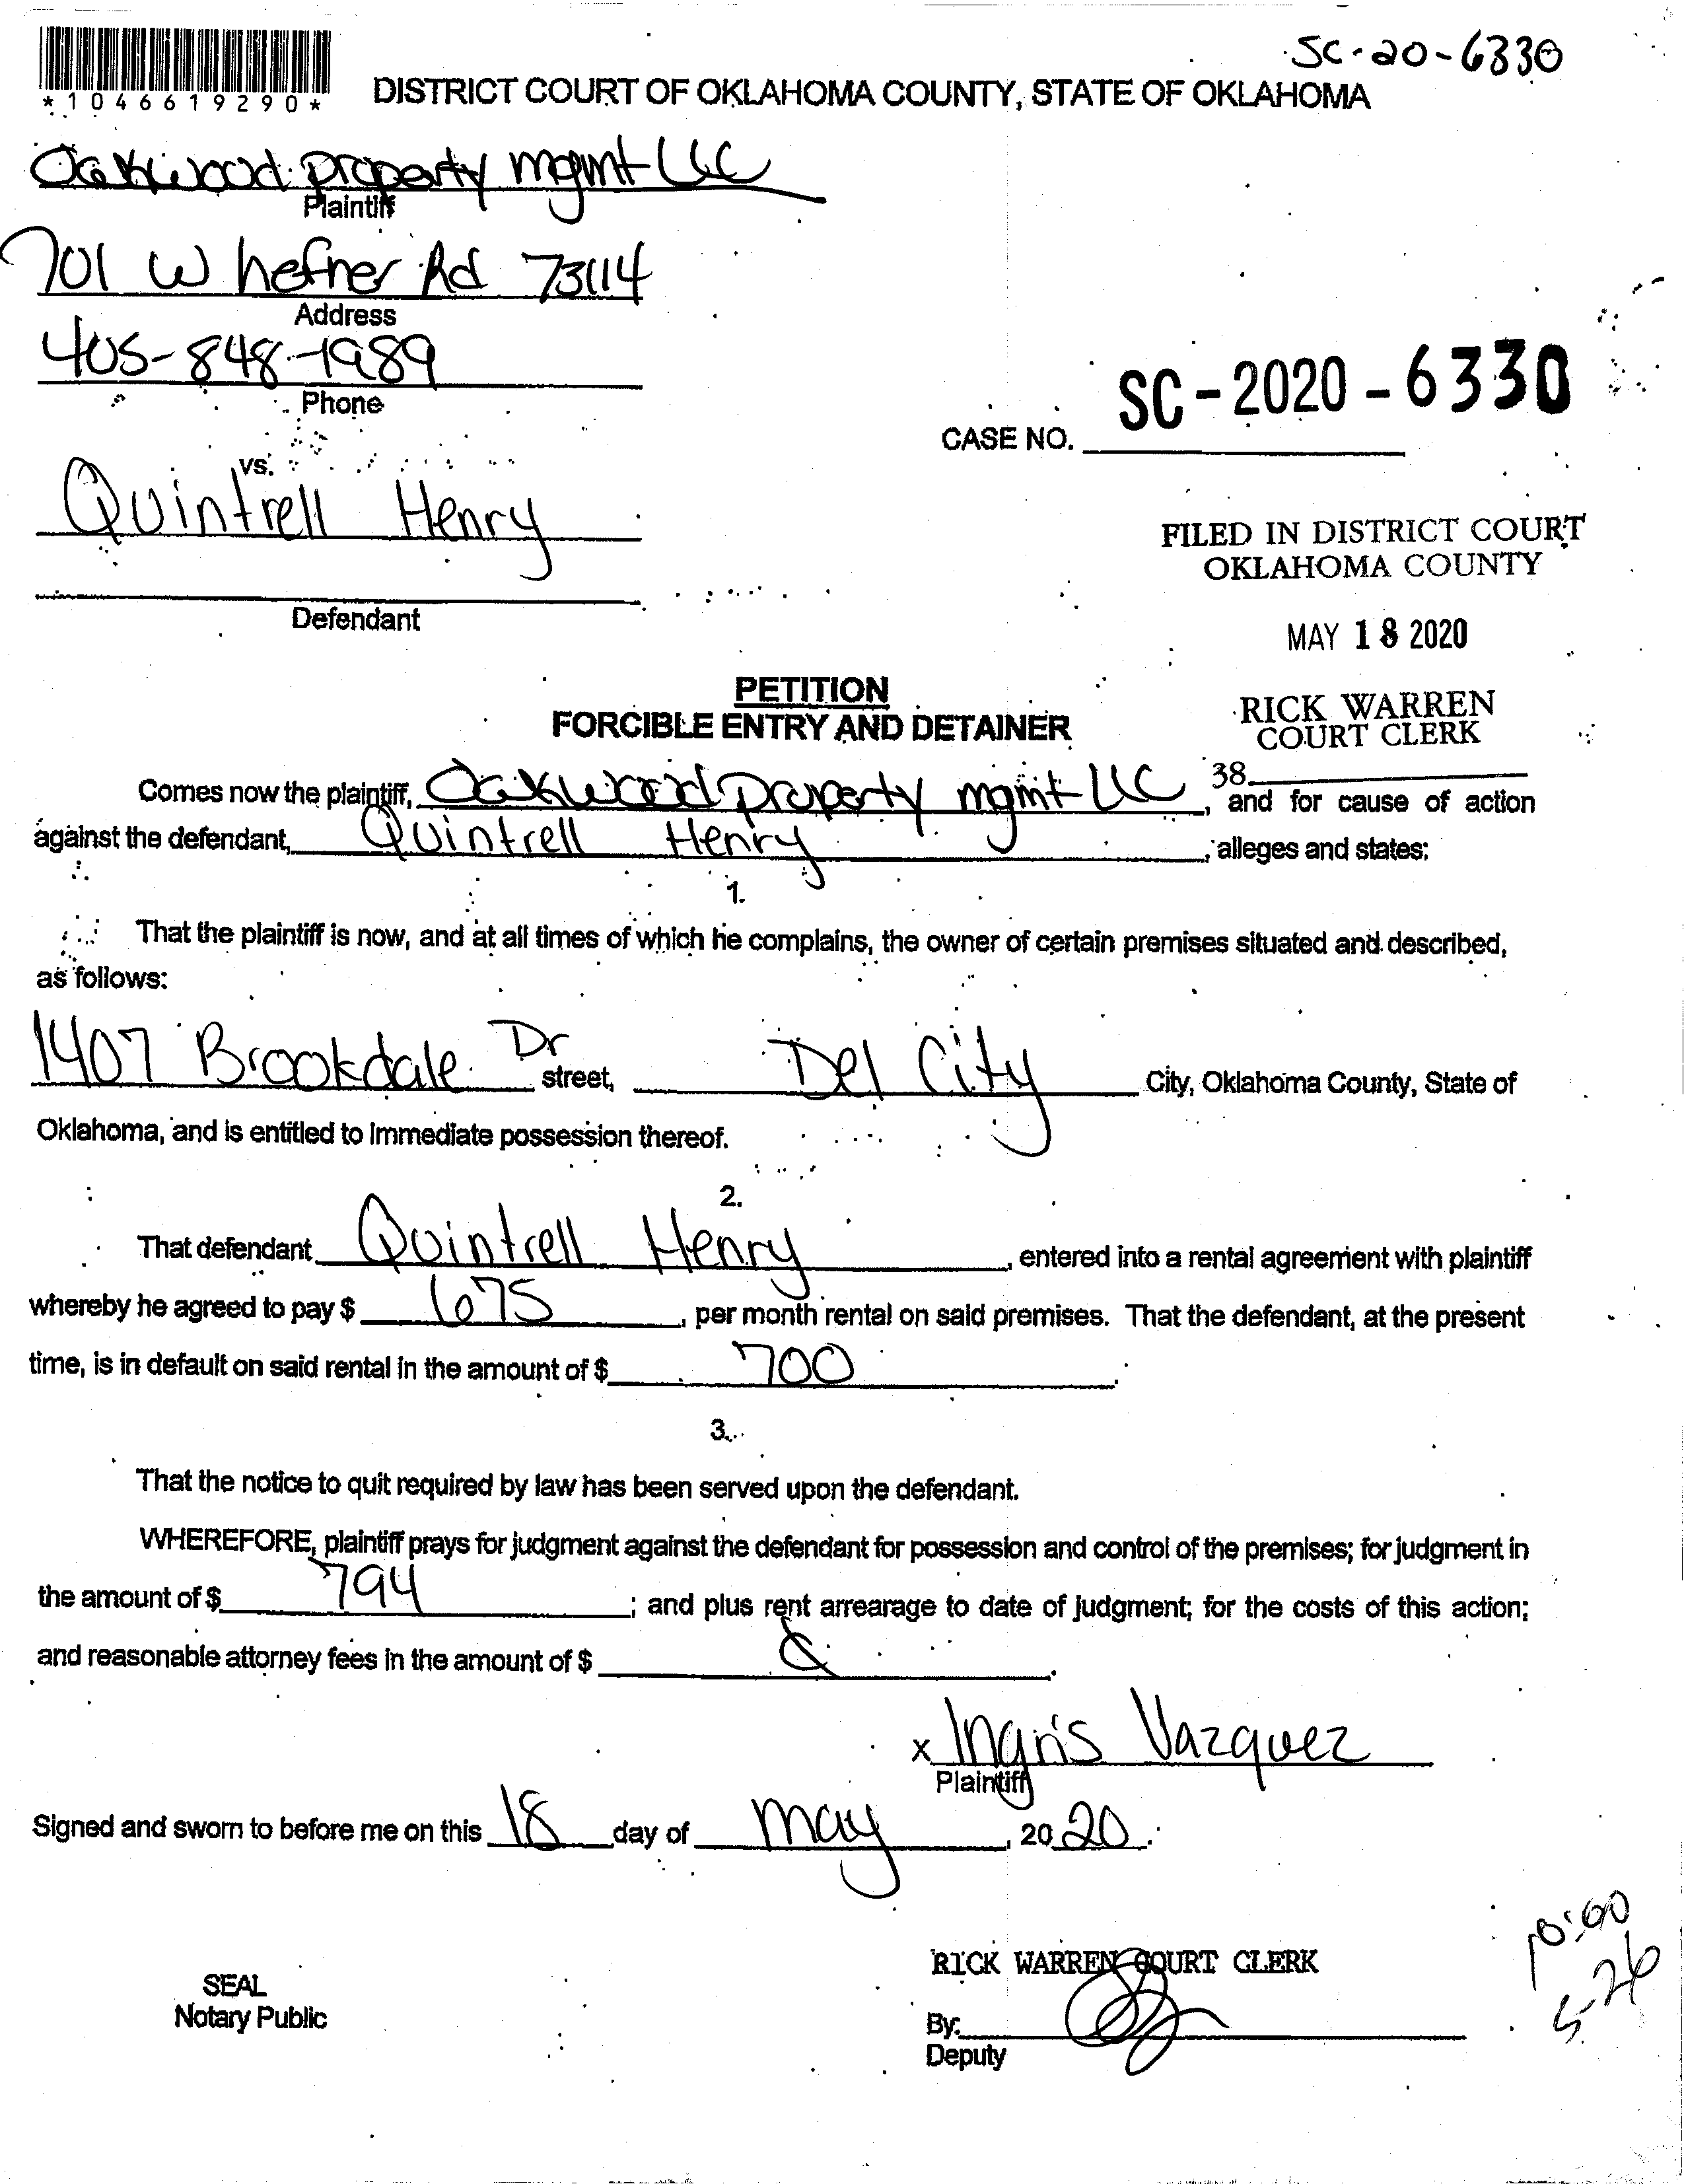 SC-20-6330
*1046619290*
DISTRICT COURT OF OKLAHOMA COUNTY, STATE OF OKLAHOMA
Oakwood property mgmt LLC
Plaintiff
701 W hefner Rd 73114
Address
405-848-1989
Phone
SC-2020-6330
CASE NO.
vs.
Quintrell Henry
Defendant
FILED IN DISTRICT COURT
OKLAHOMA COUNTY
MAY 18 2020
RICK WARREN
COURT CLERK
38
PETITION
FORCIBLE ENTRY AND DETAINER
Comes now the plaintiff, Oakwood property mgmt LLC, and for cause of action
against the defendant, Quintrell Henry, alleges and states:
1.
That the plaintiff is now, and at all times of which he complains, the owner of certain premises situated and described,
as follows:
1407 Brookdale Dr street, Del City City, Oklahoma County, State of
Oklahoma, and is entitled to immediate possession thereof.
2.
That defendant Quintrell Henry, entered into a rental agreement with plaintiff
whereby he agreed to pay $ 675, per month rental on said premises. That the defendant, at the present
time, is in default on said rental in the amount of $ 700.
3.
That the notice to quit required by law has been served upon the defendant.
WHEREFORE, plaintiff prays for judgment against the defendant for possession and control of the premises; for judgment in
the amount of $ 794; and plus rent arrearage to date of judgment; for the costs of this action;
and reasonable attorney fees in the amount of $
x Ingris Vazquez
Plaintiff
Signed and sworn to before me on this 18 day of may, 20 20.
10:00
5-26
RICK WARREN COURT CLERK
SEAL
Notary Public
By:
Deputy